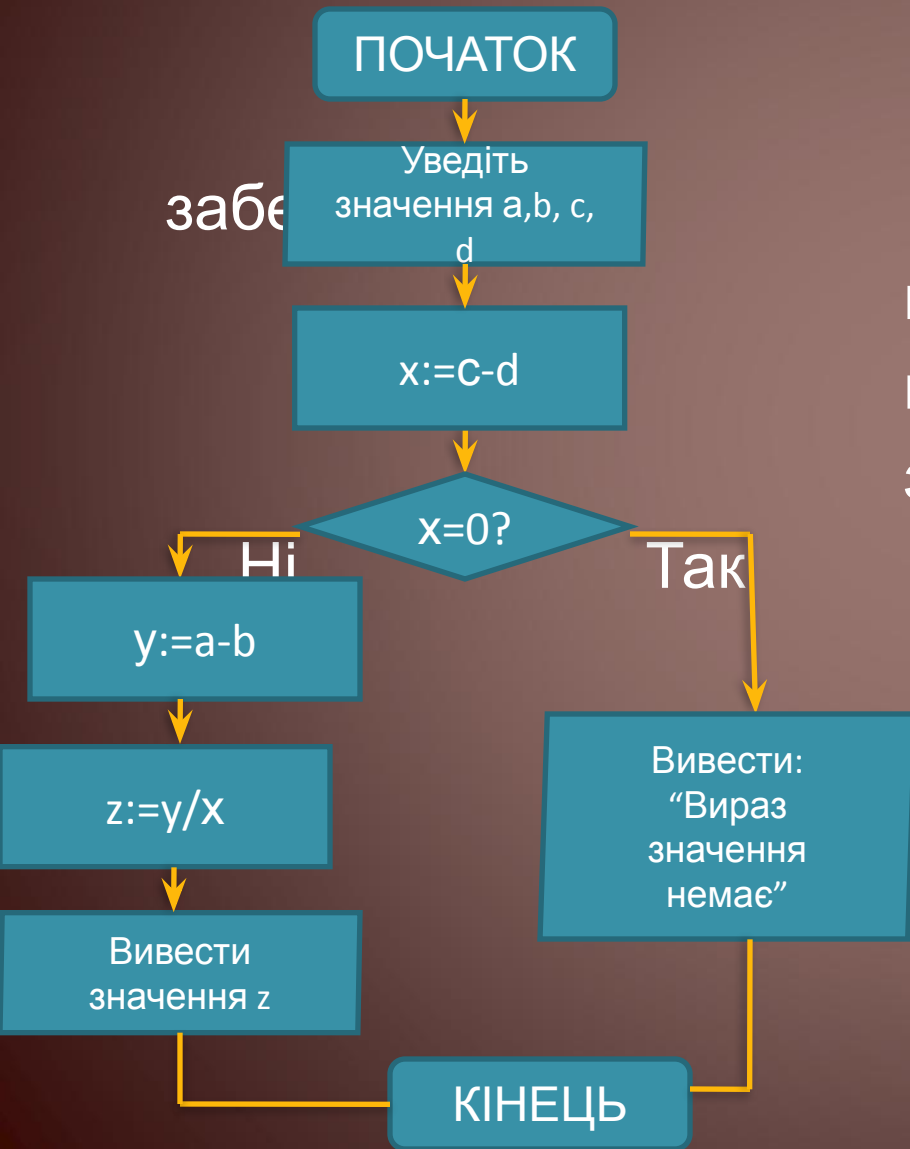 ПОЧАТОК
Уведіть
значення a,b, c,
d
x:=c-d
x=0?
Ні
Так
y:=a-b
z:=y/x
Вивести
значення z
Вивести:
“Вираз
значення
немає”
КІНЕЦЬ